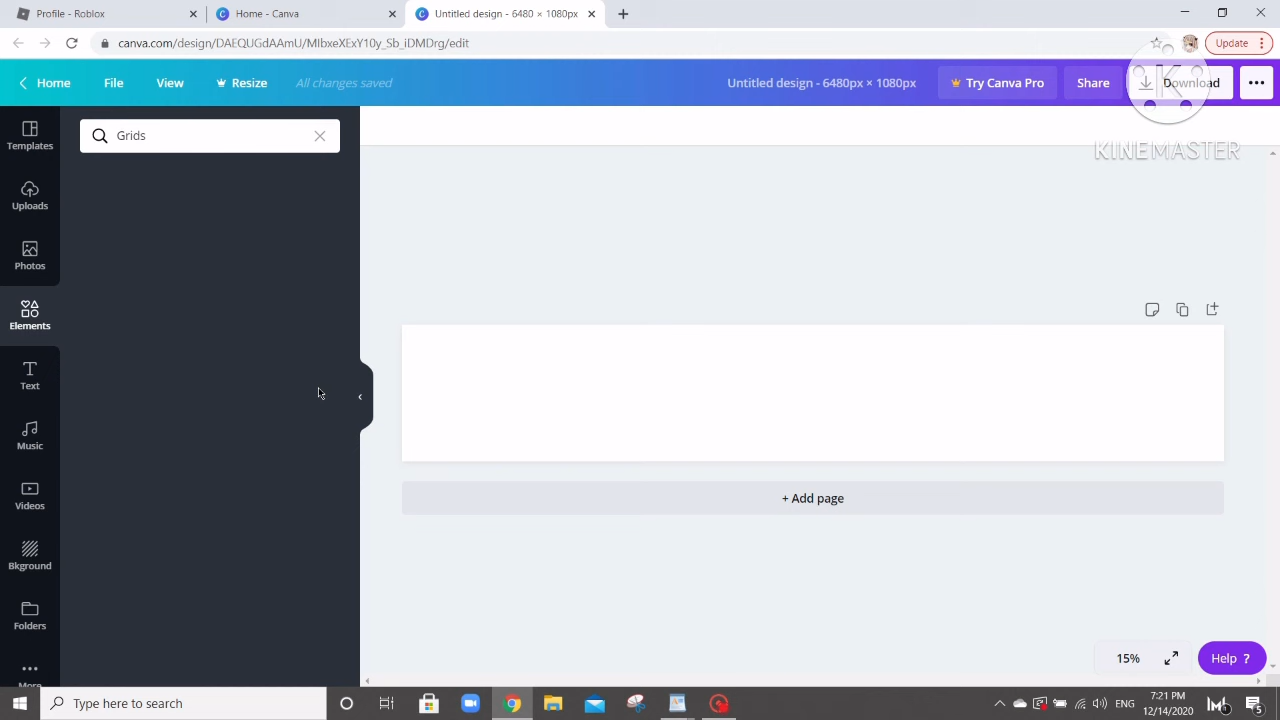 Profile - Roblox
Home - Canva
Untitled design - 6480 × 1080px
canva.com/design/DAEQUGdAAmU/MIbxeXExY10y_Sb_iDMDrg/edit
Update
Home
File
View
Resize
All changes saved
Untitled design - 6480px × 1080px
Try Canva Pro
Share
Download
KINEMASTER
Grids
Templates
Uploads
Photos
Elements
Text
Music
Videos
Bkground
Folders
More
+ Add page
15%
Help ?
Type here to search
ENG
7:21 PM
12/14/2020
5